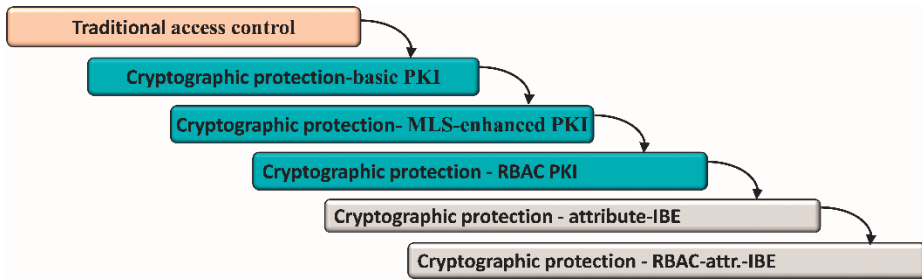 Traditional access control
Cryptographic protection-basic PKI
Cryptographic protection- MLS-enhanced PKI
Cryptographic protection - RBAC PKI
Cryptographic protection - attribute-IBE
Cryptographic protection - RBAC-attr.-IBE